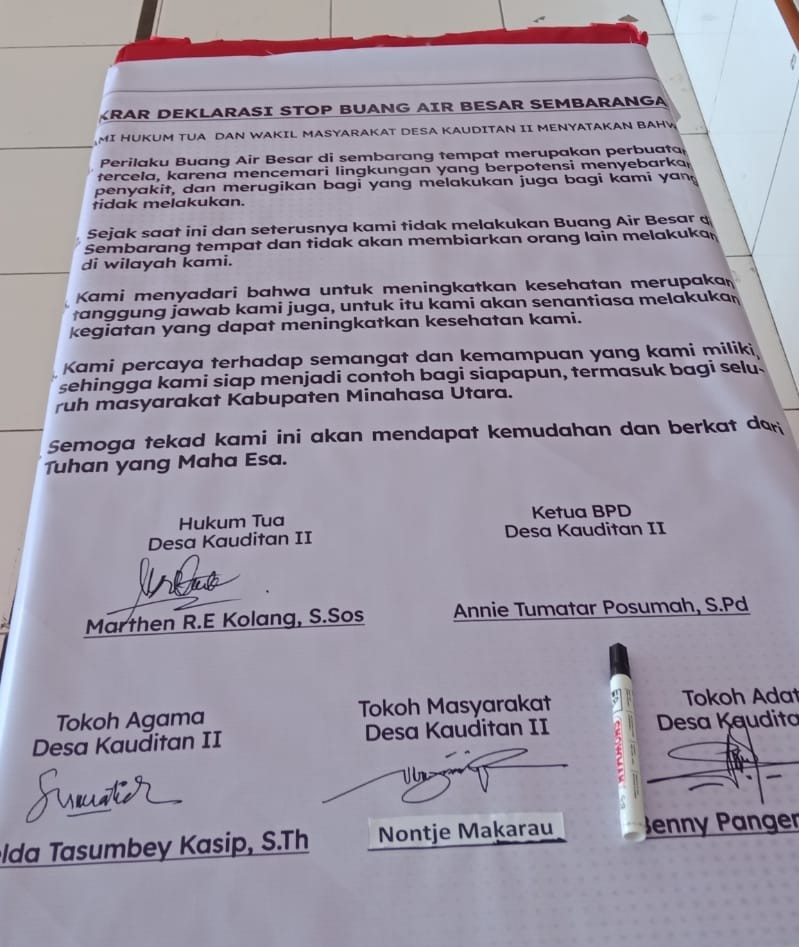 KRAR DEKLARASI STOP BUANG AIR BESAR SEMBARANGA
MI HUKUM TUA DAN WAKIL MASYARAKAT DESA KAUDITAN II MENYATAKAN BAHW
Perilaku Buang Air Besar di sembarang tempat merupakan perbuata
tercela, karena mencemari lingkungan yang berpotensi menyebarka
penyakit, dan merugikan bagi yang melakukan juga bagi kami yang
tidak melakukan.
Sejak saat ini dan seterusnya kami tidak melakukan Buang Air Besar di
Sembarang tempat dan tidak akan membiarkan orang lain melakukan
di wilayah kami.
Kami menyadari bahwa untuk meningkatkan kesehatan merupakan
tanggung jawab kami juga, untuk itu kami akan senantiasa melakukan
kegiatan yang dapat meningkatkan kesehatan kami.
Kami percaya terhadap semangat dan kemampuan yang kami miliki,
sehingga kami siap menjadi contoh bagi siapapun, termasuk bagi selu-
ruh masyarakat Kabupaten Minahasa Utara.
Semoga tekad kami ini akan mendapat kemudahan dan berkat dari
Tuhan yang Maha Esa.
Hukum Tua
Desa Kauditan II
Marthen R.E Kolang, S.Sos
Ketua BPD
Desa Kauditan II
Annie Tumatar Posumah, S.Pd
Tokoh Agama
Desa Kauditan II
elda Tasumbey Kasip, S.Th
Tokoh Masyarakat
Desa Kauditan II
Nontje Makarau
Tokoh Adat
Desa Kaudita
Benny Panger
SNOWMAN